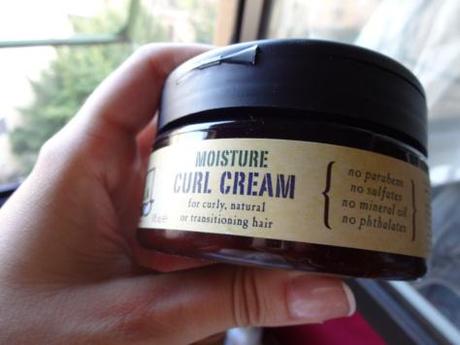 MOISTURE
CURL CREAM
for curly, natural
or transitioning hair
no parabens
no sulfates
no mineral oil
no phthalates